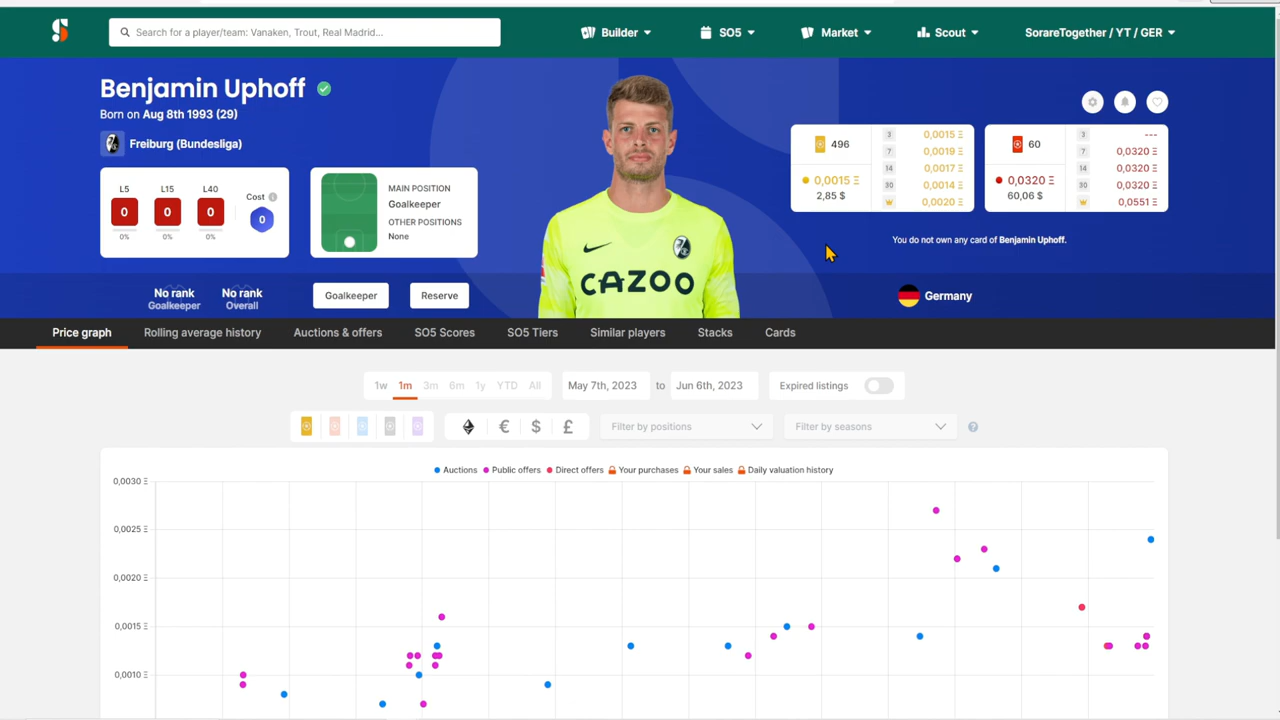 Search for a player/team: Vanaken, Trout, Real Madrid...
Builder
SO5
Market
Scout
SorareTogether / YT / GER
Benjamin Uphoff
Born on Aug 8th 1993 (29)
Freiburg (Bundesliga)
L5 L15 L40 Cost
0 0 0 0
0% 0% 0%
MAIN POSITION
Goalkeeper
OTHER POSITIONS
None
CAZOO
496
0,0015 Ξ
2,85 $
3 0,0015 Ξ
7 0,0019 Ξ
14 0,0017 Ξ
30 0,0014 Ξ
w 0,0020 Ξ
60
0,0320 Ξ
60,06 $
3 ---
7 0,0320 Ξ
14 0,0320 Ξ
30 0,0320 Ξ
w 0,0551 Ξ
You do not own any card of Benjamin Uphoff.
No rank
Goalkeeper
No rank
Overall
Goalkeeper
Reserve
Germany
Price graph Rolling average history Auctions & offers SO5 Scores SO5 Tiers Similar players Stacks Cards
1w 1m 3m 6m 1y YTD All
May 7th, 2023 to Jun 6th, 2023
Expired listings
€ $ £
Filter by positions
Filter by seasons
?
Auctions Public offers Direct offers Your purchases Your sales Daily valuation history
0,0030 Ξ
0,0025 Ξ
0,0020 Ξ
0,0015 Ξ
0,0010 Ξ